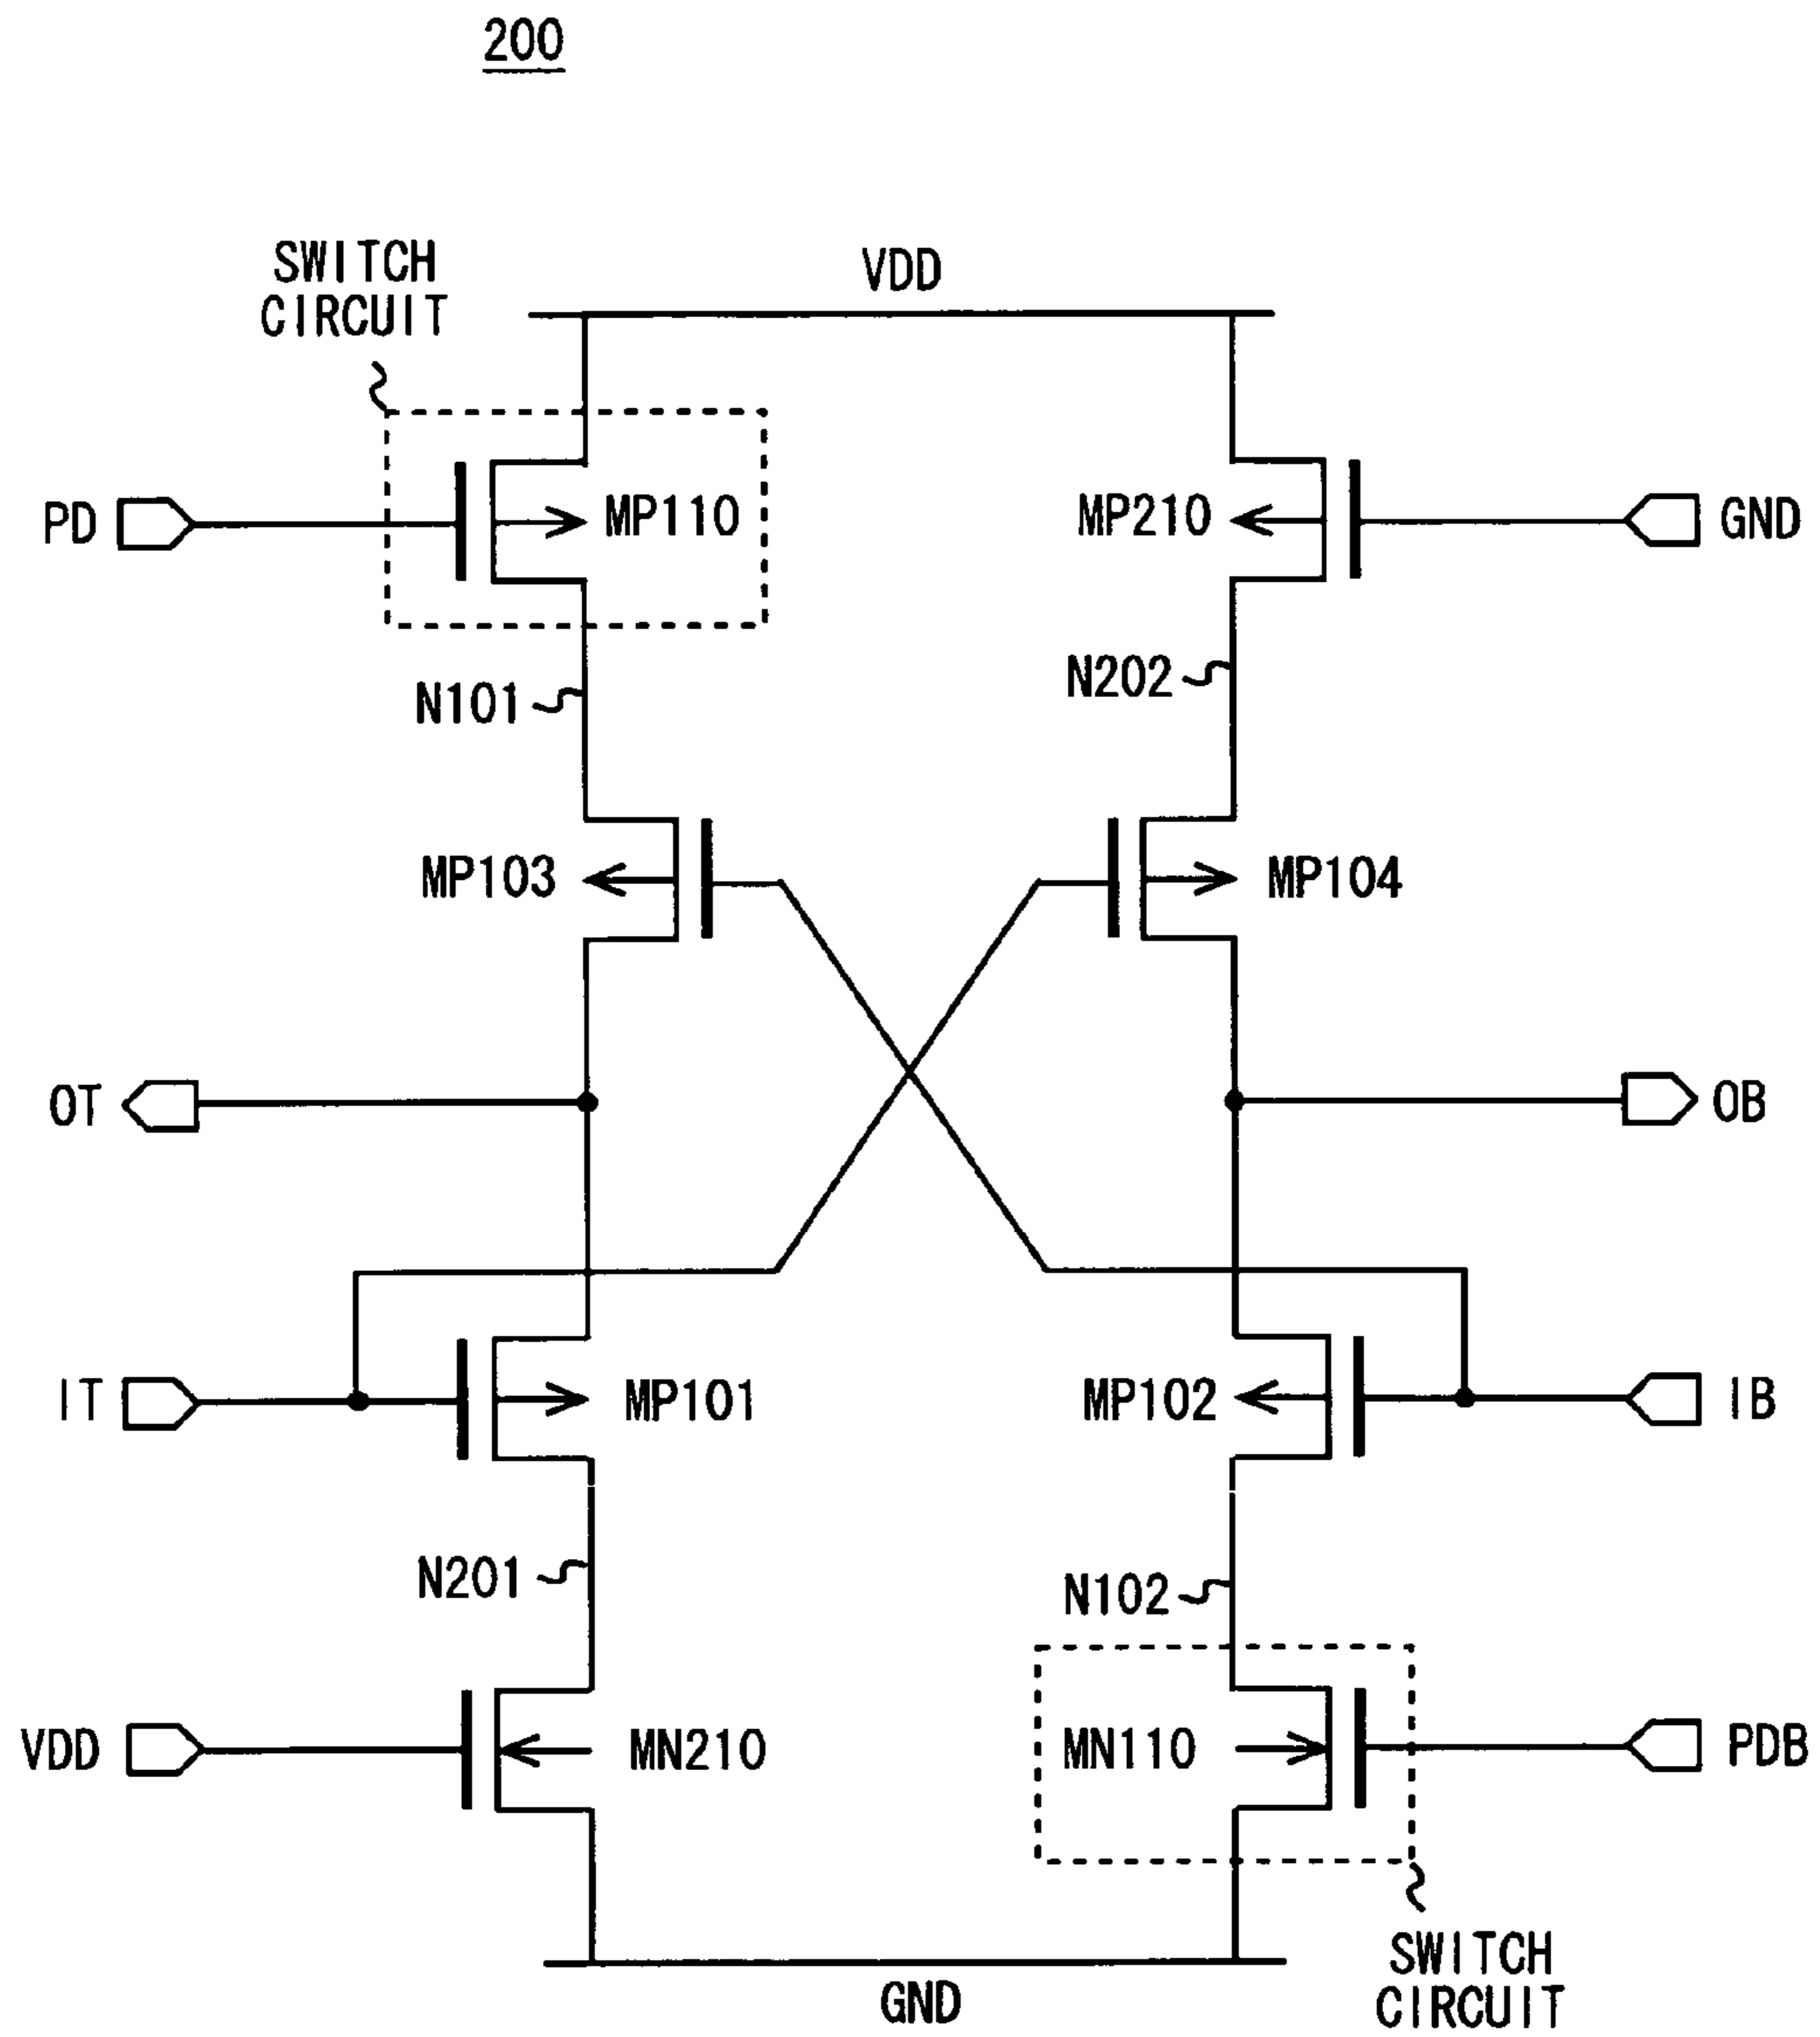 200
SWITCH
CIRCUIT
VDD
PD
MP110
MP210
GND
N101
N202
MP103
MP104
OT
OB
IT
MP101
MP102
IB
N201
N102
VDD
MN210
MN110
PDB
GND
SWITCH
CIRCUIT